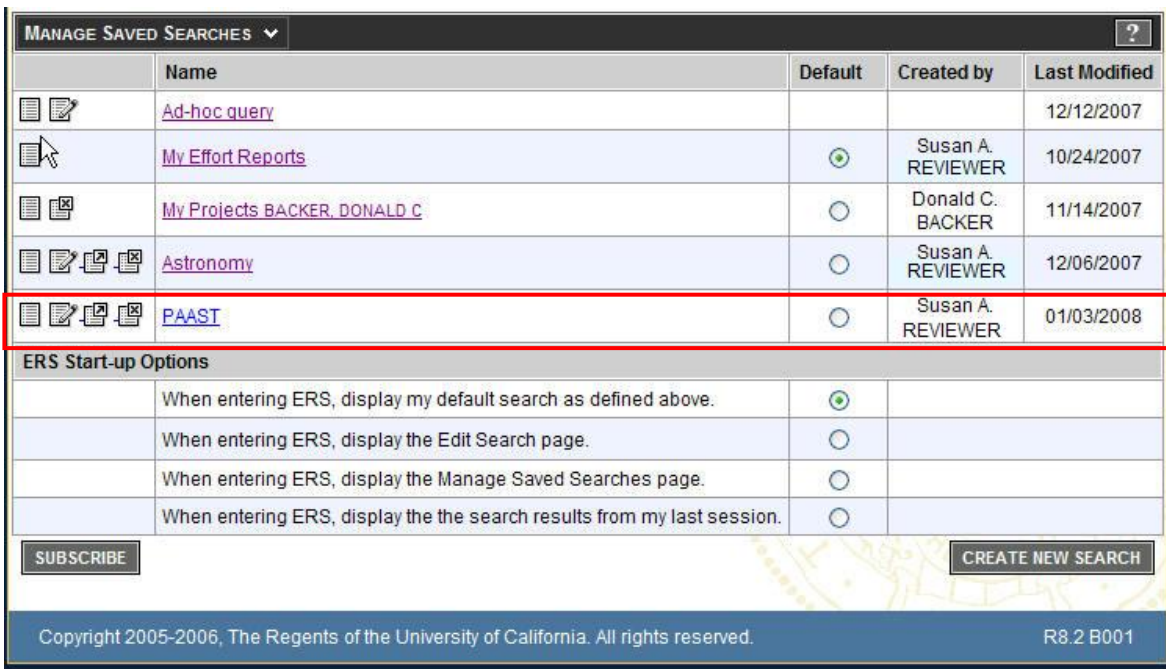 MANAGE SAVED SEARCHES ?
Name Default Created by Last Modified
Ad-hoc query 12/12/2007
My Effort Reports Susan A. REVIEWER 10/24/2007
My Projects BACKER, DONALD C Donald C. BACKER 11/14/2007
Astronomy Susan A. REVIEWER 12/06/2007
PAAST Susan A. REVIEWER 01/03/2008
ERS Start-up Options
When entering ERS, display my default search as defined above.
When entering ERS, display the Edit Search page.
When entering ERS, display the Manage Saved Searches page.
When entering ERS, display the the search results from my last session.
SUBSCRIBE CREATE NEW SEARCH
Copyright 2005-2006, The Regents of the University of California. All rights reserved. R8.2 B001